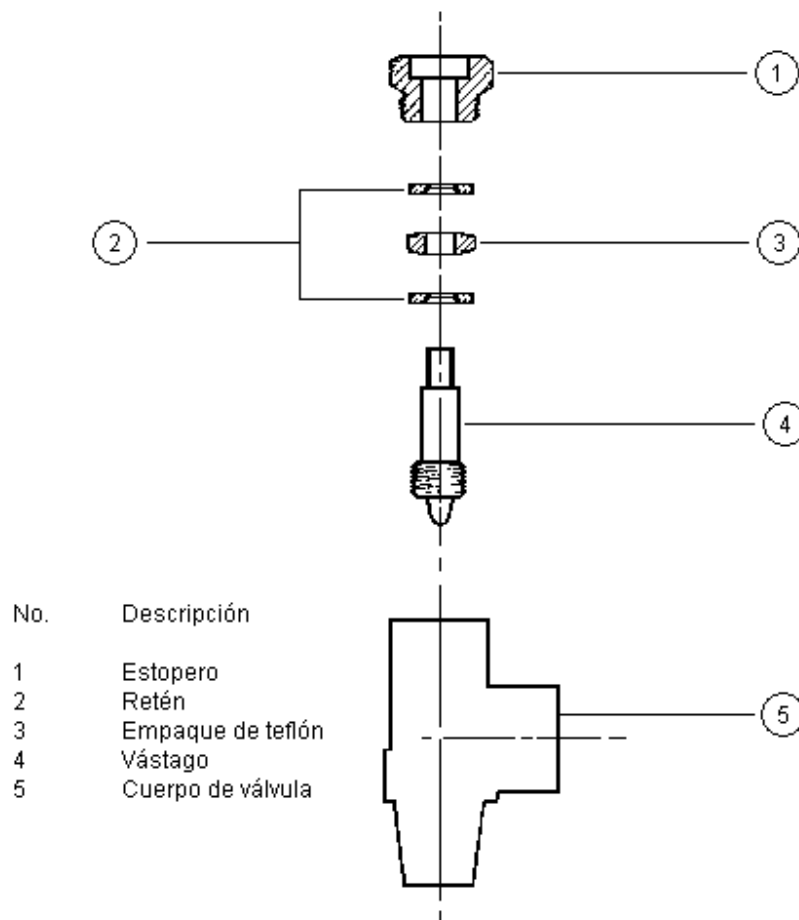 1
2
3
4
No. Descripción
1 Estopero
2 Retén
3 Empaque de teflón
4 Vástago
5 Cuerpo de válvula
5